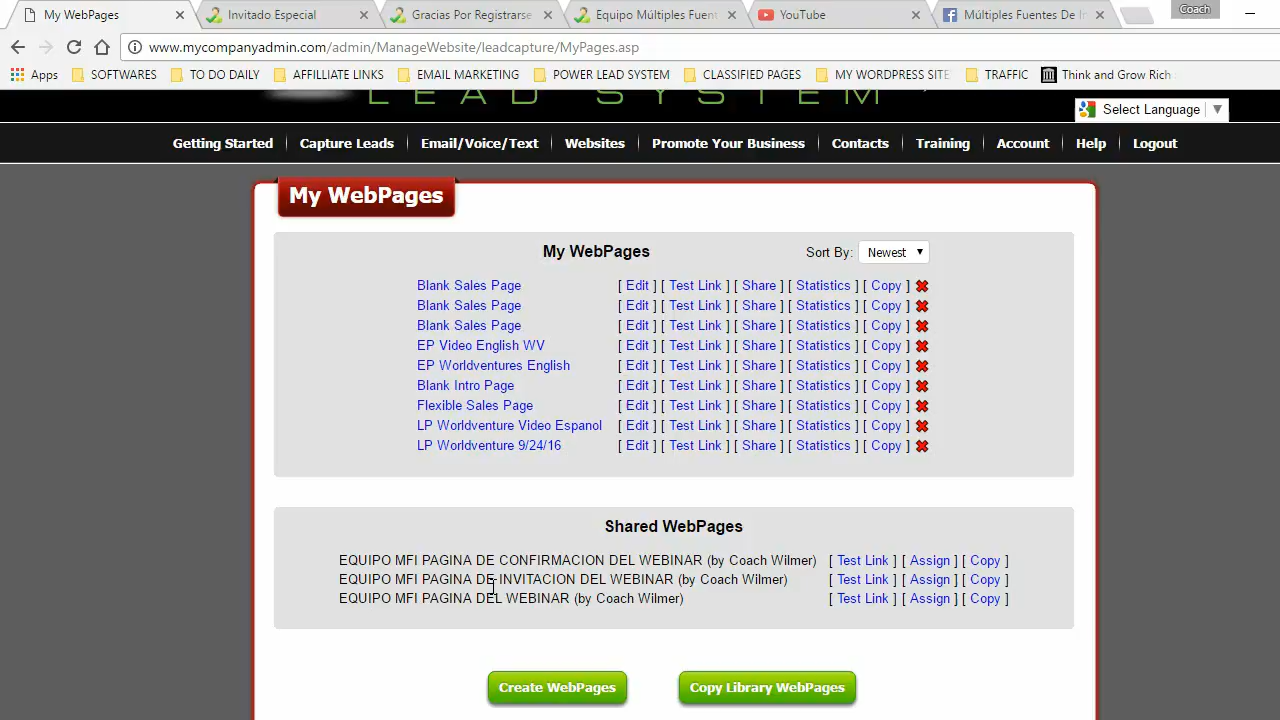 My WebPages
Invitado Especial
Gracias Por Registrarse
Equipo Múltiples Fuent
YouTube
Múltiples Fuentes De In
Coach
www.mycompanyadmin.com/admin/ManageWebsite/leadcapture/MyPages.asp
Apps SOFTWARES TO DO DAILY AFFILLIATE LINKS EMAIL MARKETING POWER LEAD SYSTEM CLASSIFIED PAGES MY WORDPRESS SITE TRAFFIC Think and Grow Rich
LEAD SYSTEM
Select Language ▼
Getting Started Capture Leads Email/Voice/Text Websites Promote Your Business Contacts Training Account Help Logout
My WebPages
My WebPages Sort By: Newest
Blank Sales Page [ Edit ] [ Test Link ] [ Share ] [ Statistics ] [ Copy ]
Blank Sales Page [ Edit ] [ Test Link ] [ Share ] [ Statistics ] [ Copy ]
Blank Sales Page [ Edit ] [ Test Link ] [ Share ] [ Statistics ] [ Copy ]
EP Video English WV [ Edit ] [ Test Link ] [ Share ] [ Statistics ] [ Copy ]
EP Worldventures English [ Edit ] [ Test Link ] [ Share ] [ Statistics ] [ Copy ]
Blank Intro Page [ Edit ] [ Test Link ] [ Share ] [ Statistics ] [ Copy ]
Flexible Sales Page [ Edit ] [ Test Link ] [ Share ] [ Statistics ] [ Copy ]
LP Worldventure Video Espanol [ Edit ] [ Test Link ] [ Share ] [ Statistics ] [ Copy ]
LP Worldventure 9/24/16 [ Edit ] [ Test Link ] [ Share ] [ Statistics ] [ Copy ]
Shared WebPages
EQUIPO MFI PAGINA DE CONFIRMACION DEL WEBINAR (by Coach Wilmer) [ Test Link ] [ Assign ] [ Copy ]
EQUIPO MFI PAGINA DE INVITACION DEL WEBINAR (by Coach Wilmer) [ Test Link ] [ Assign ] [ Copy ]
EQUIPO MFI PAGINA DEL WEBINAR (by Coach Wilmer) [ Test Link ] [ Assign ] [ Copy ]
Create WebPages
Copy Library WebPages